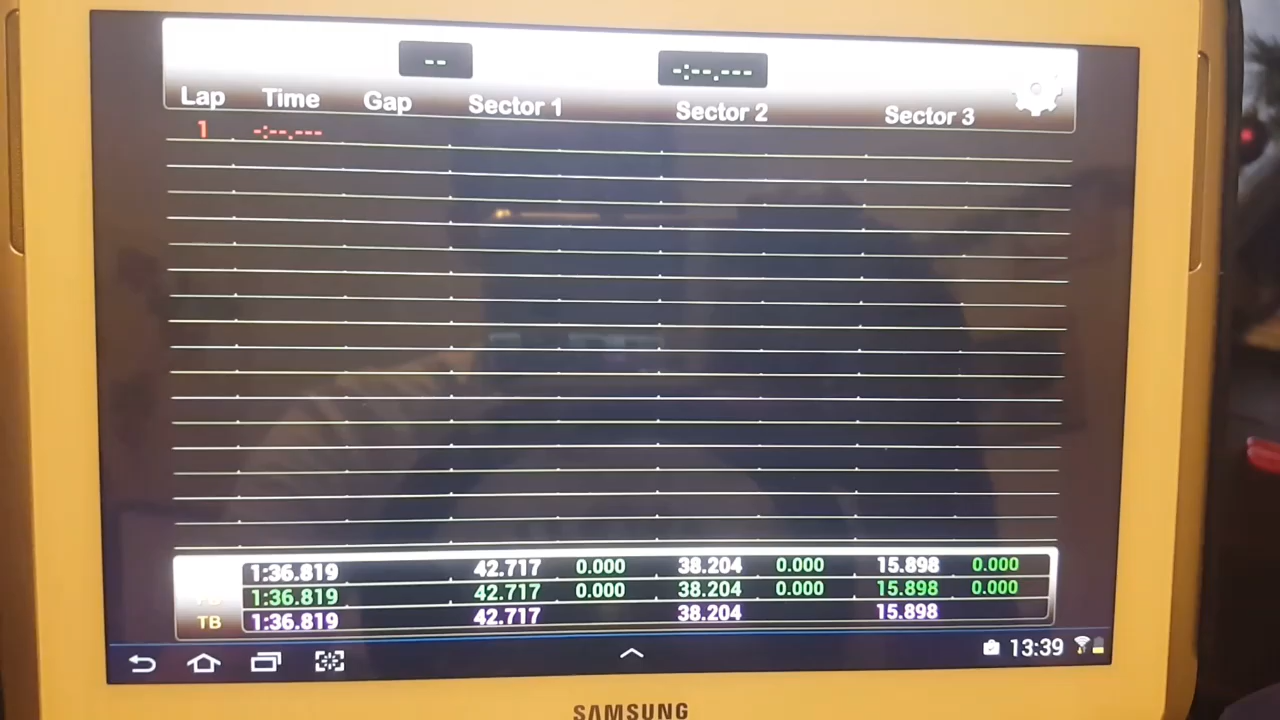 -- -:--.---
Lap Time Gap Sector 1 Sector 2 Sector 3
1 -:--.---
1:36.819 42.717 0.000 38.204 0.000 15.898 0.000
1:36.819 42.717 0.000 38.204 0.000 15.898 0.000
TB 1:36.819 42.717 38.204 15.898
13:39
SAMSUNG